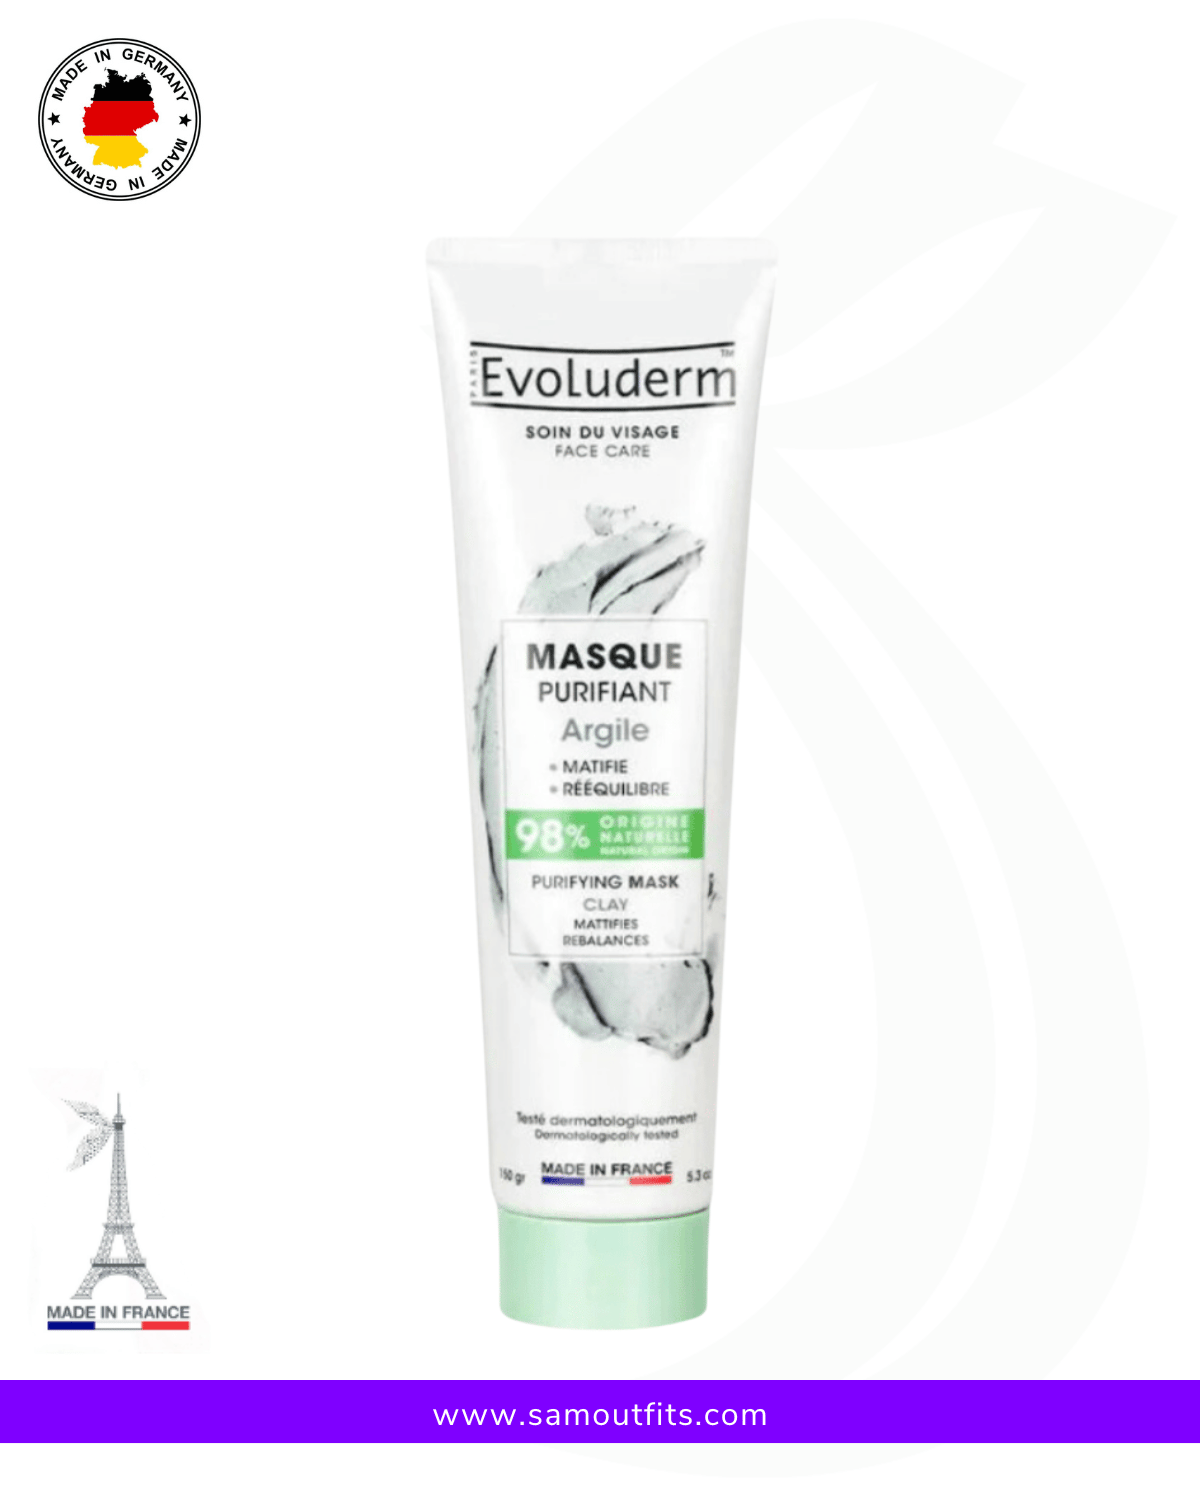 MADE IN GERMANY
MADE IN GERMANY
PARIS
Evoluderm™
SOIN DU VISAGE
FACE CARE
MASQUE
PURIFIANT
Argile
• MATIFIE
• RÉÉQUILIBRE
98% ORIGINE
NATURELLE
NATURAL ORIGIN
PURIFYING MASK
CLAY
MATTIFIES
REBALANCES
Testé dermatologiquement
Dermatologically tested
150 gr MADE IN FRANCE 5.3 oz
MADE IN FRANCE
www.samoutfits.com